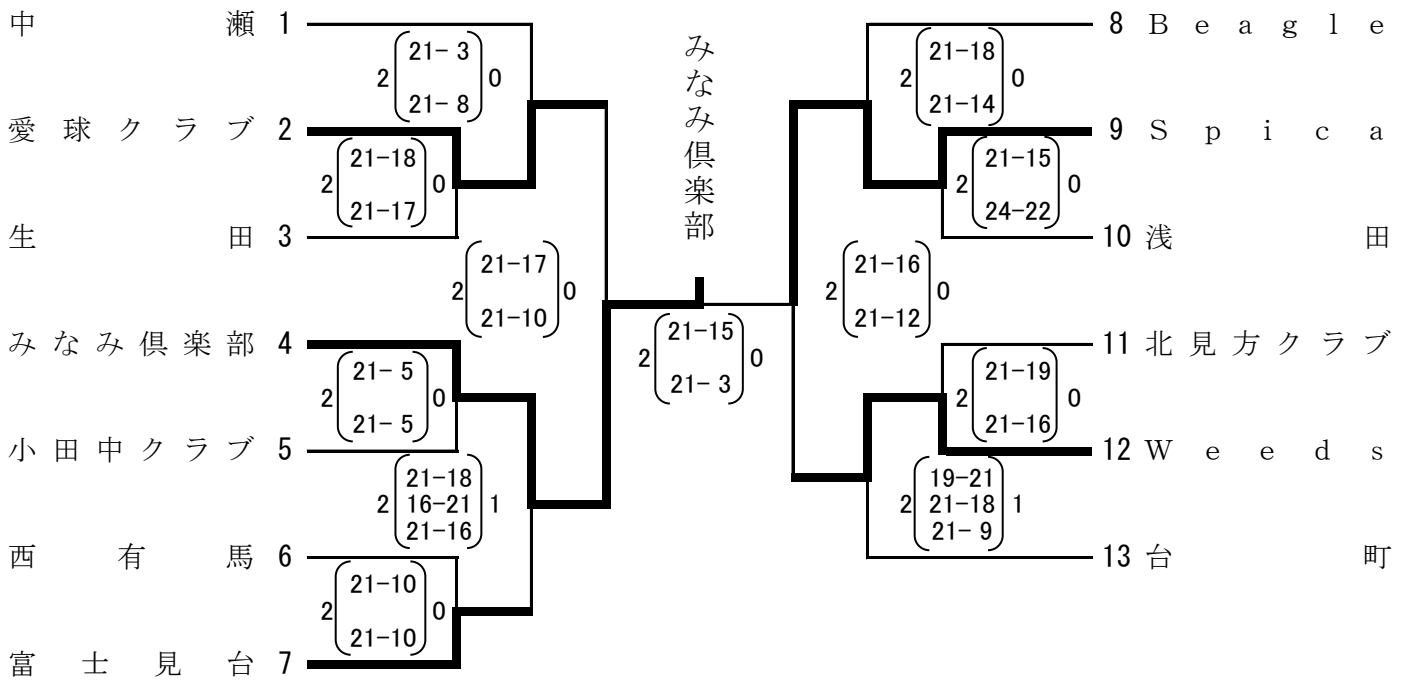 中瀬 1
愛球クラブ 2
生田 3
みなみ倶楽部 4
小田中クラブ 5
西有馬 6
富士見台 7
2 21- 3 0
21- 8
2 21-18 0
21-17
2 21-17 0
21-10
2 21- 5 0
21- 5
21-18
2 16-21 1
21-16
2 21-10 0
21-10
みなみ倶楽部
2 21-15 0
21- 3
8 Beagle
9 Spica
10 浅田
11 北見方クラブ
12 Weeds
13 台町
2 21-18 0
21-14
2 21-15 0
24-22
2 21-16 0
21-12
2 21-19 0
21-16
19-21
2 21-18 1
21- 9